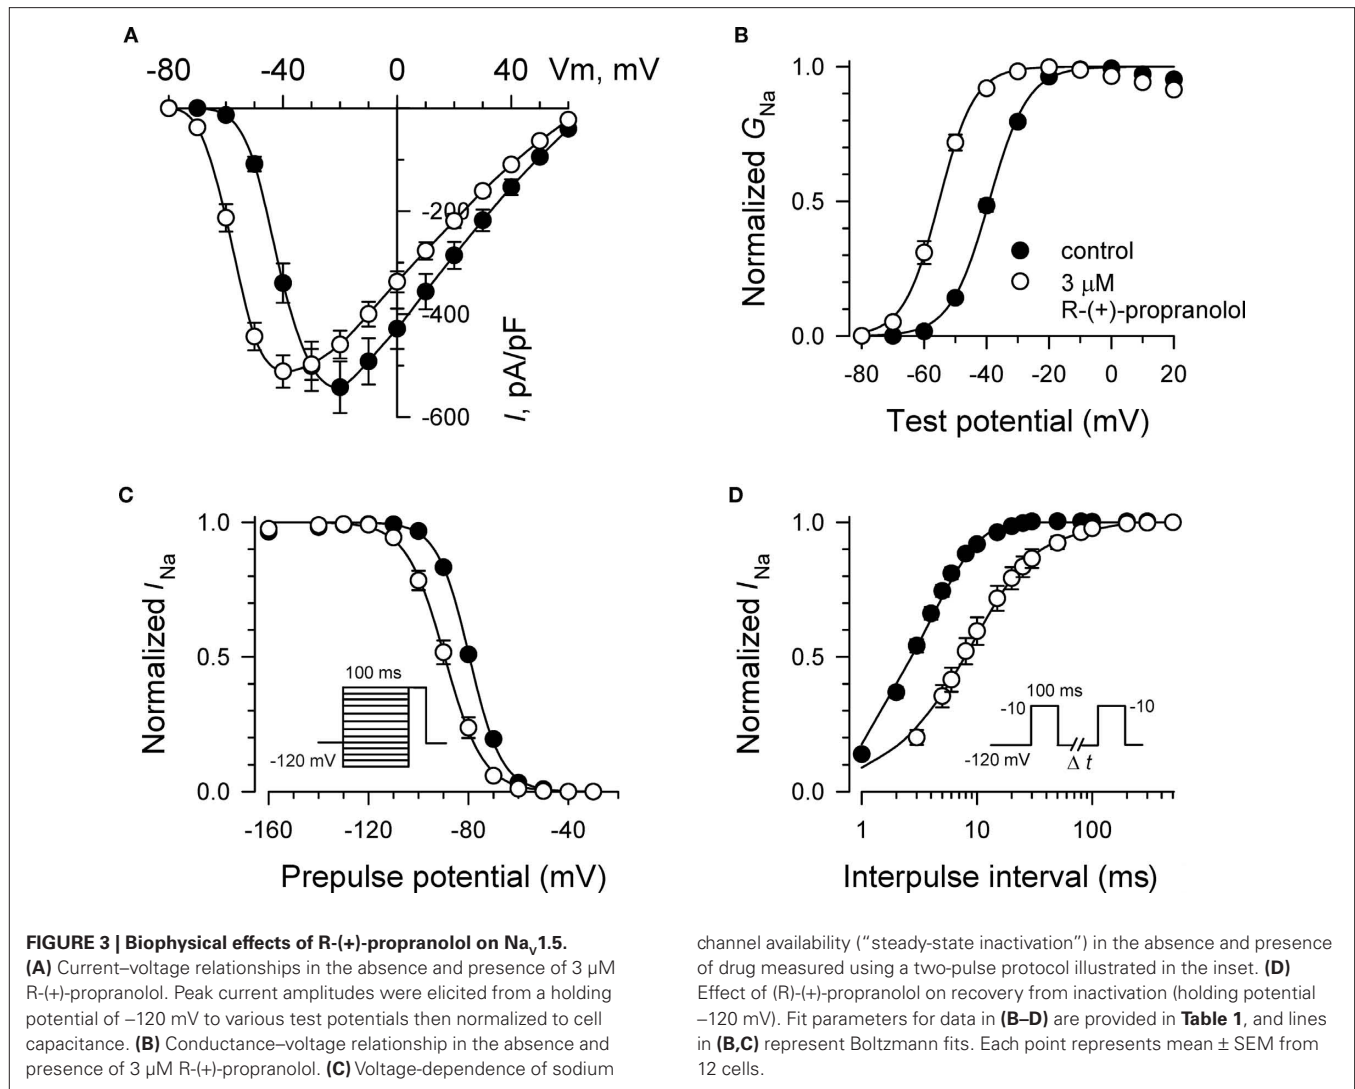 A
-80 -40 0 40
Vm, mV
-200
-400
-600
I, pA/pF
B
Normalized G_Na
1.0
0.5
0.0
control
3 μM
R-(+)-propranolol
-80 -60 -40 -20 0 20
Test potential (mV)
C
Normalized I_Na
1.0
0.5
0.0
100 ms
-120 mV
-160 -120 -80 -40
Prepulse potential (mV)
D
Normalized I_Na
1.0
0.5
0.0
100 ms
-10 -10
-120 mV
Δ t
1 10 100
Interpulse interval (ms)
FIGURE 3 | Biophysical effects of R-(+)-propranolol on Na_V1.5.
(A) Current–voltage relationships in the absence and presence of 3 μM
R-(+)-propranolol. Peak current amplitudes were elicited from a holding
potential of –120 mV to various test potentials then normalized to cell
capacitance. (B) Conductance–voltage relationship in the absence and
presence of 3 μM R-(+)-propranolol. (C) Voltage-dependence of sodium
channel availability (“steady-state inactivation”) in the absence and presence
of drug measured using a two-pulse protocol illustrated in the inset. (D)
Effect of (R)-(+)-propranolol on recovery from inactivation (holding potential
–120 mV). Fit parameters for data in (B–D) are provided in Table 1, and lines
in (B,C) represent Boltzmann fits. Each point represents mean ± SEM from
12 cells.